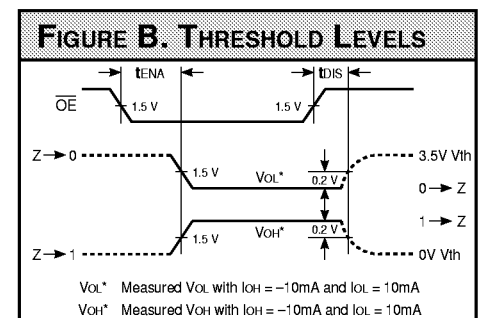 FIGURE B. THRESHOLD LEVELS
tENA tDIS
OE 1.5 V 1.5 V
Z 0 3.5V Vth
1.5 V VOL* 0.2 V
0 Z
1 Z
1.5 V VOH* 0.2 V
Z 1 0V Vth
VOL* Measured VOL with IOH = –10mA and IOL = 10mA
VOH* Measured VOH with IOH = –10mA and IOL = 10mA